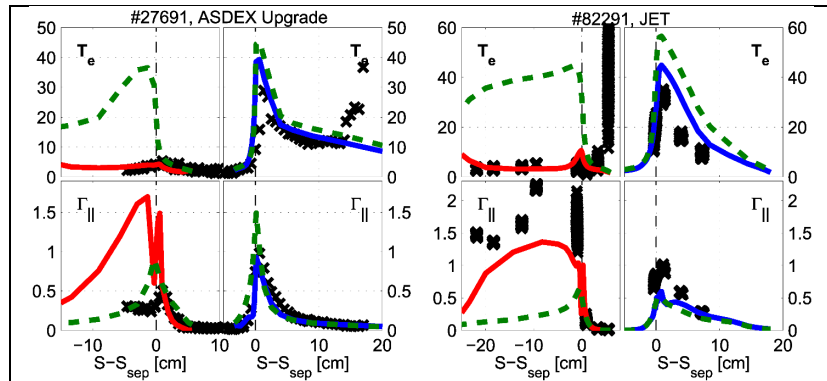 #27691, ASDEX Upgrade
#82291, JET
50 40 30 20 10 0
T_e
T_e
50 40 30 20 10 0
60 40 20 0
T_e
T_e
60 40 20 0
1.5 1 0.5 0
Γ_||
Γ_||
1.5 1 0.5 0
2 1.5 1 0.5 0
Γ_||
Γ_||
2 1.5 1 0.5 0
−10 0 0 10 20
−20 −10 0 0 10 20
S−S_sep [cm] S−S_sep [cm]
S−S_sep [cm] S−S_sep [cm]